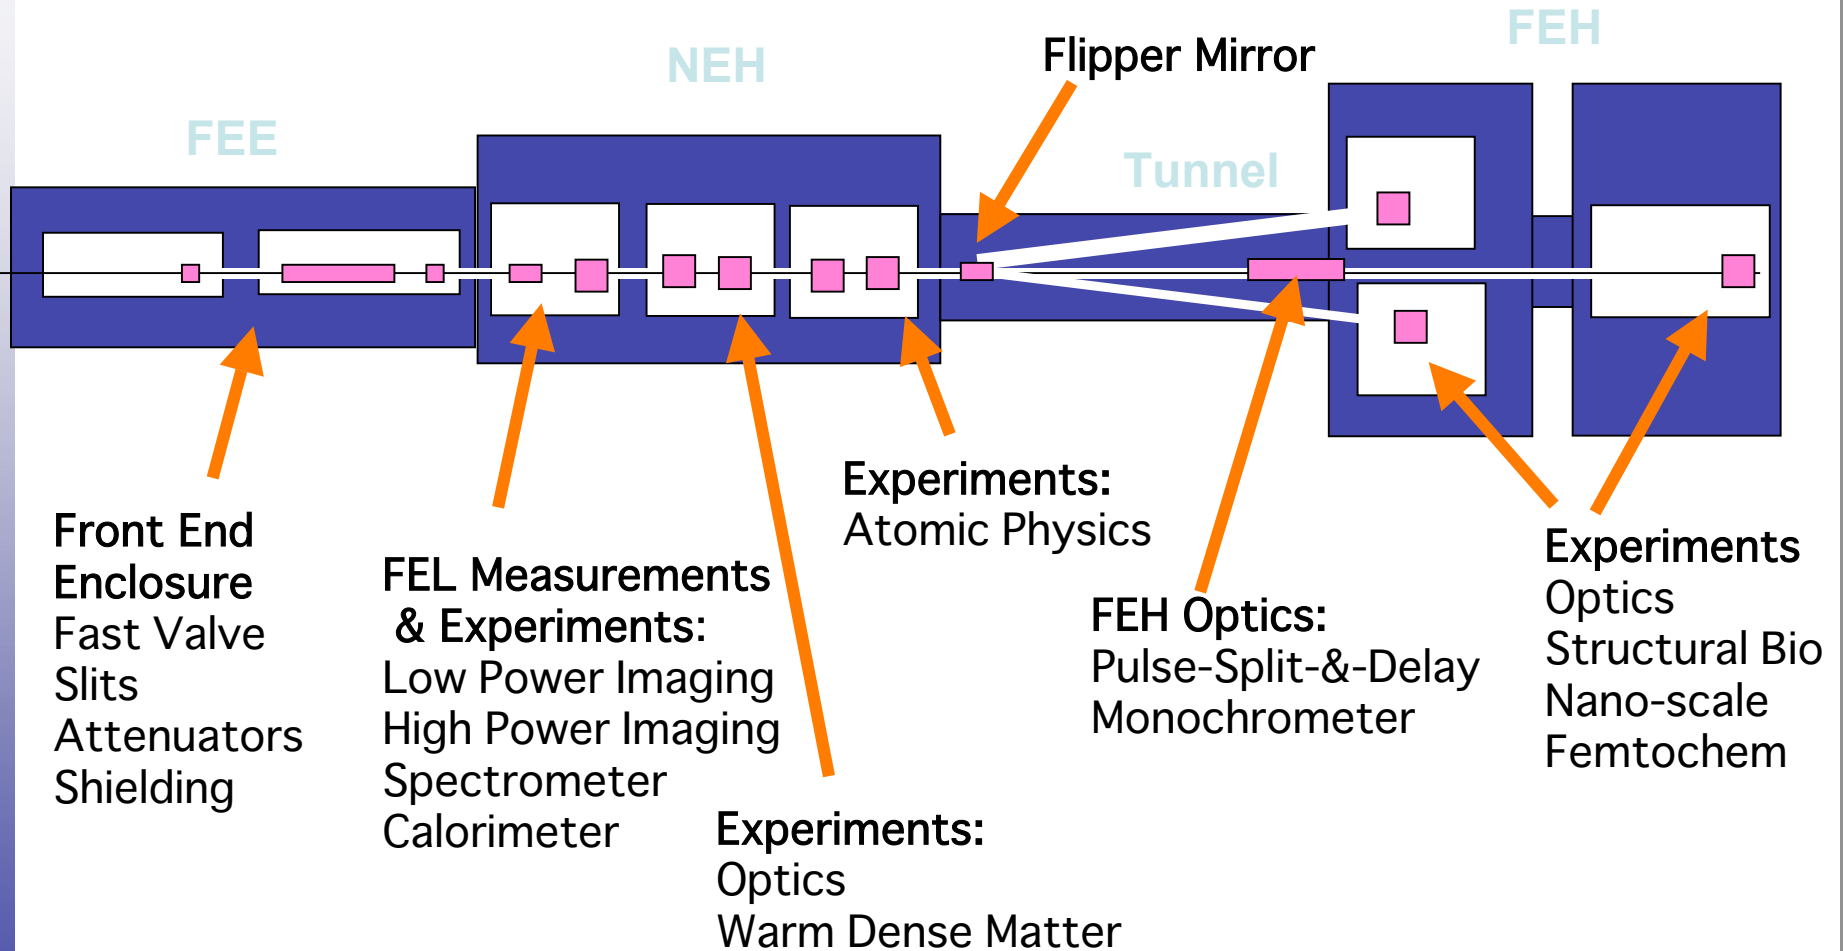 FEH
Flipper Mirror
NEH
FEE
Tunnel
Front End
Enclosure
Fast Valve
Slits
Attenuators
Shielding
FEL Measurements
& Experiments:
Low Power Imaging
High Power Imaging
Spectrometer
Calorimeter
Experiments:
Optics
Warm Dense Matter
Experiments:
Atomic Physics
FEH Optics:
Pulse-Split-&-Delay
Monochrometer
Experiments
Optics
Structural Bio
Nano-scale
Femtochem